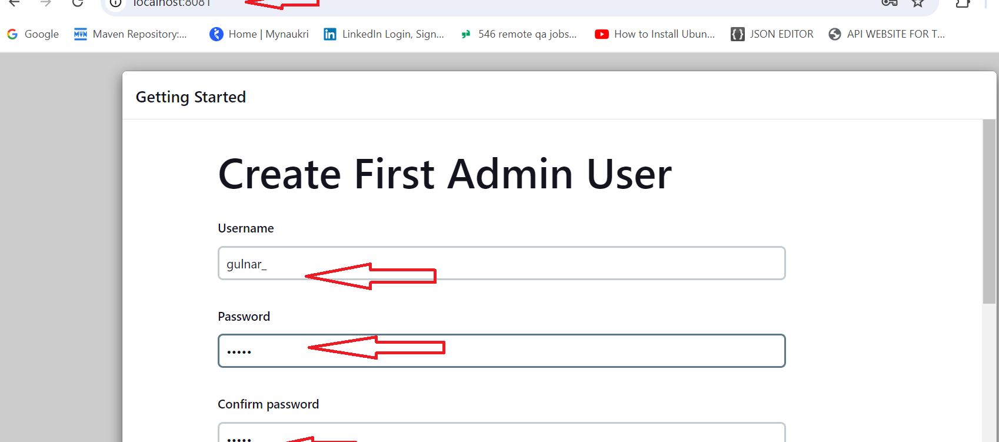 localhost:8081
Google Maven Repository:... Home | Mynaukri LinkedIn Login, Sign... 546 remote qa jobs... How to Install Ubun... JSON EDITOR API WEBSITE FOR T...
Getting Started
Create First Admin User
Username
gulnar_
Password
•••••
Confirm password
•••••